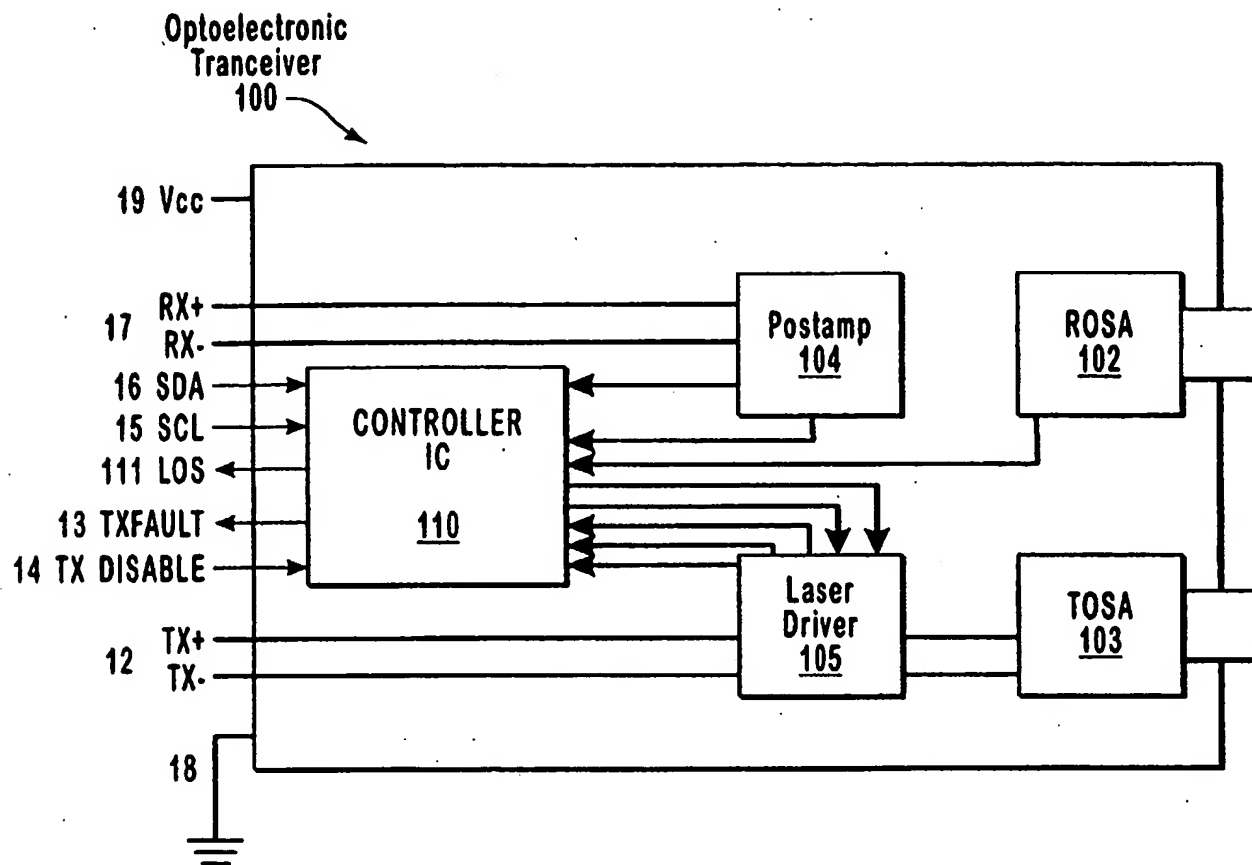 Optoelectronic
Tranceiver
100
19 Vcc
17
RX+
RX-
16 SDA
15 SCL
111 LOS
13 TXFAULT
14 TX DISABLE
12
TX+
TX-
18
CONTROLLER
IC
110
Postamp
104
ROSA
102
Laser
Driver
105
TOSA
103